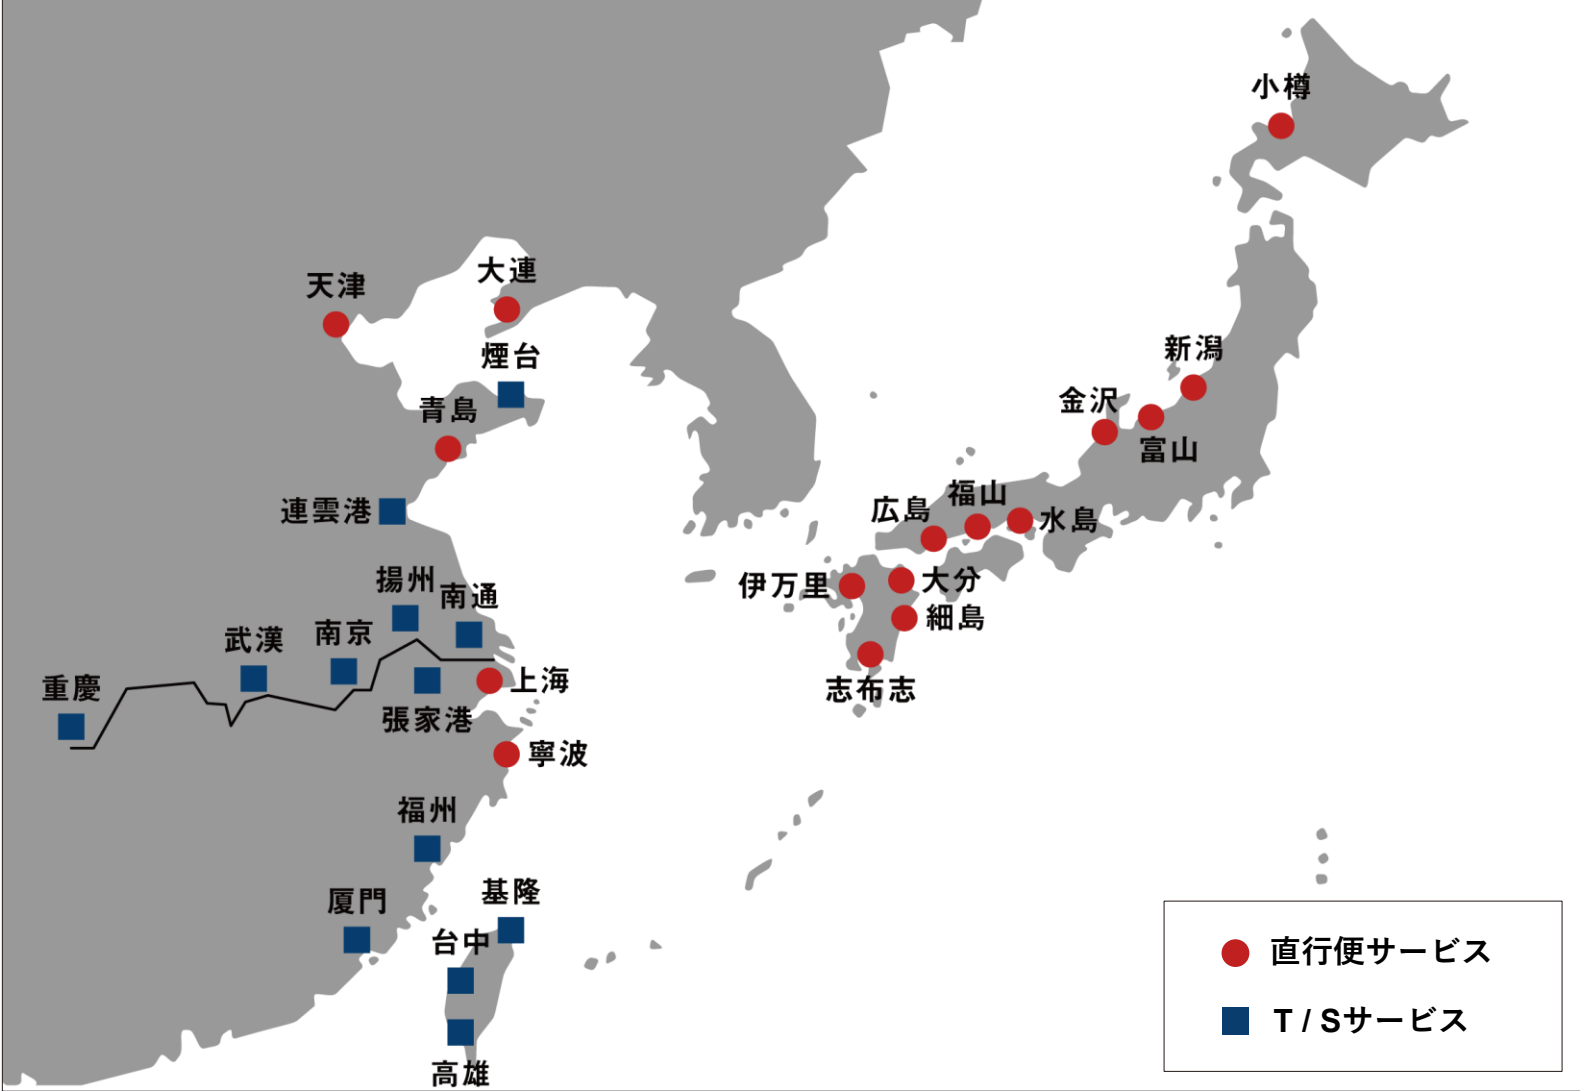 小樽
大連
天津
煙台
新潟
金沢
青島
富山
福山
広島
連雲港
水島
揚州
大分
伊万里
南通
細島
南京
武漢
上海
重慶
志布志
張家港
寧波
福州
基隆
厦門
台中
直行便サービス
T / Sサービス
高雄